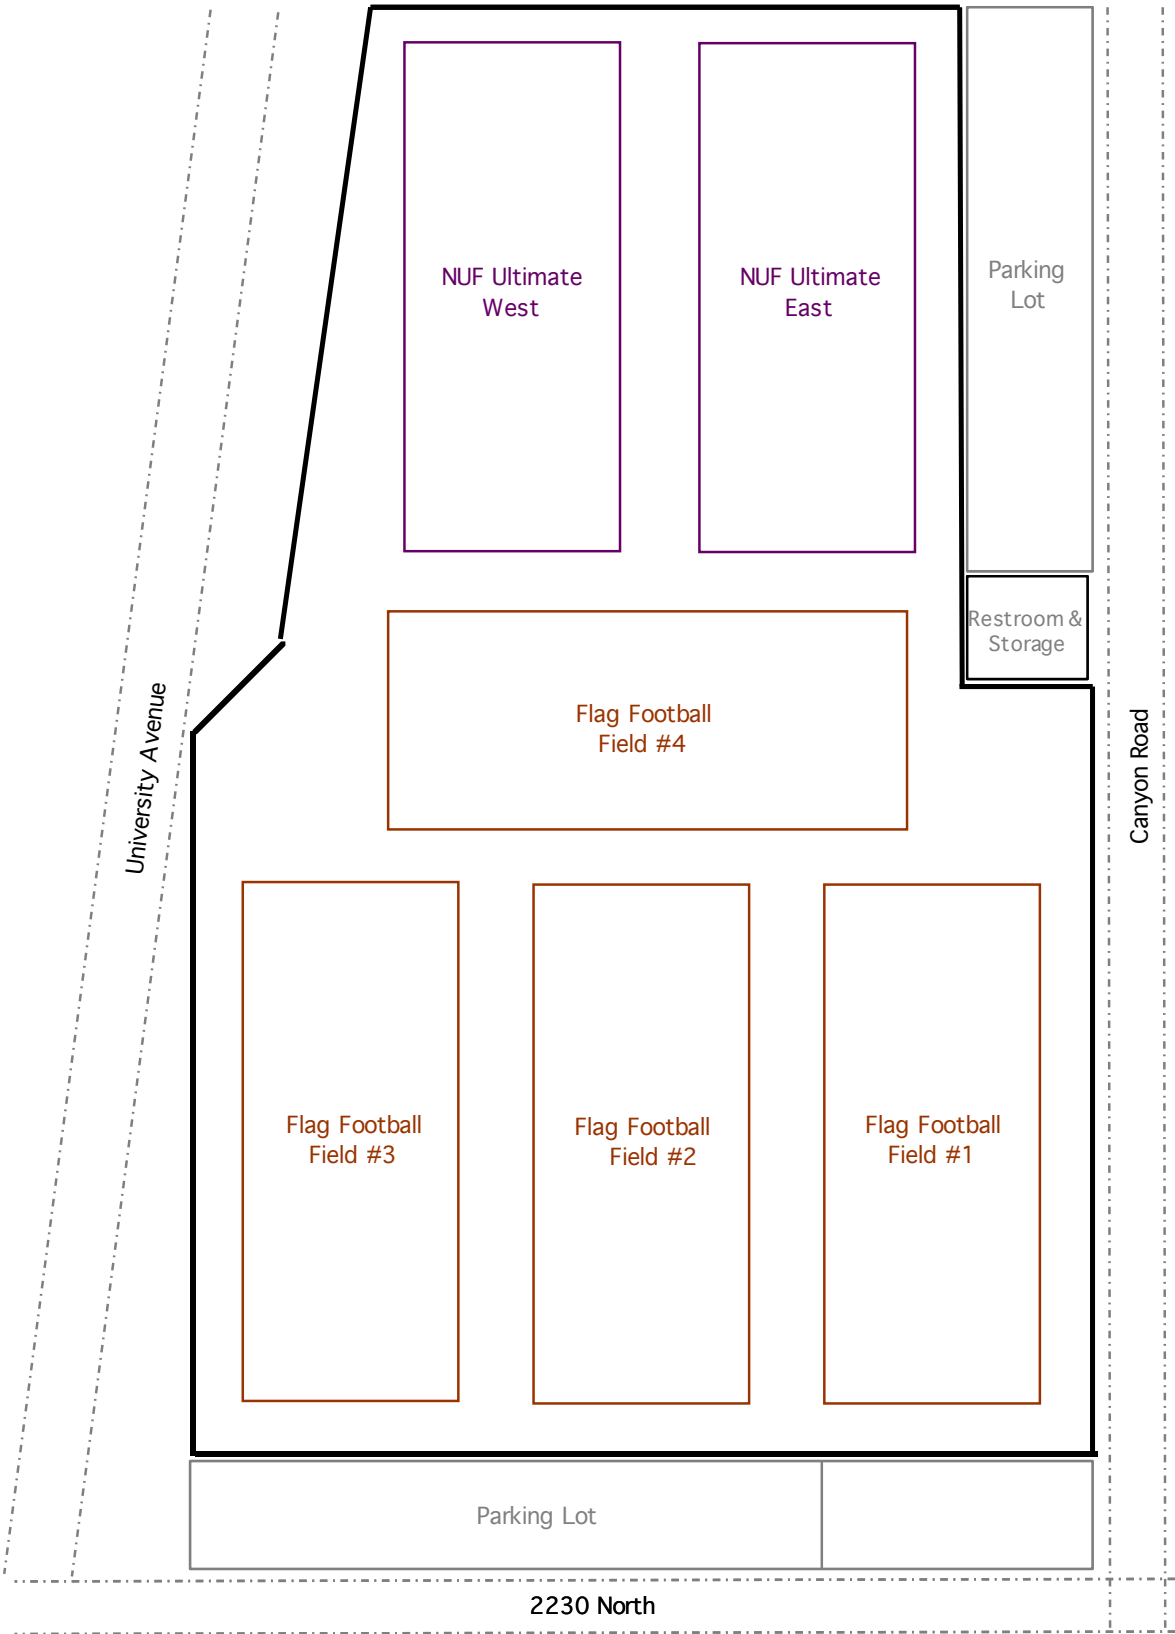 NUF Ultimate
West
NUF Ultimate
East
Parking
Lot
Restroom &
Storage
Flag Football
Field #4
University Avenue
Canyon Road
Flag Football
Field #3
Flag Football
Field #2
Flag Football
Field #1
Parking Lot
2230 North